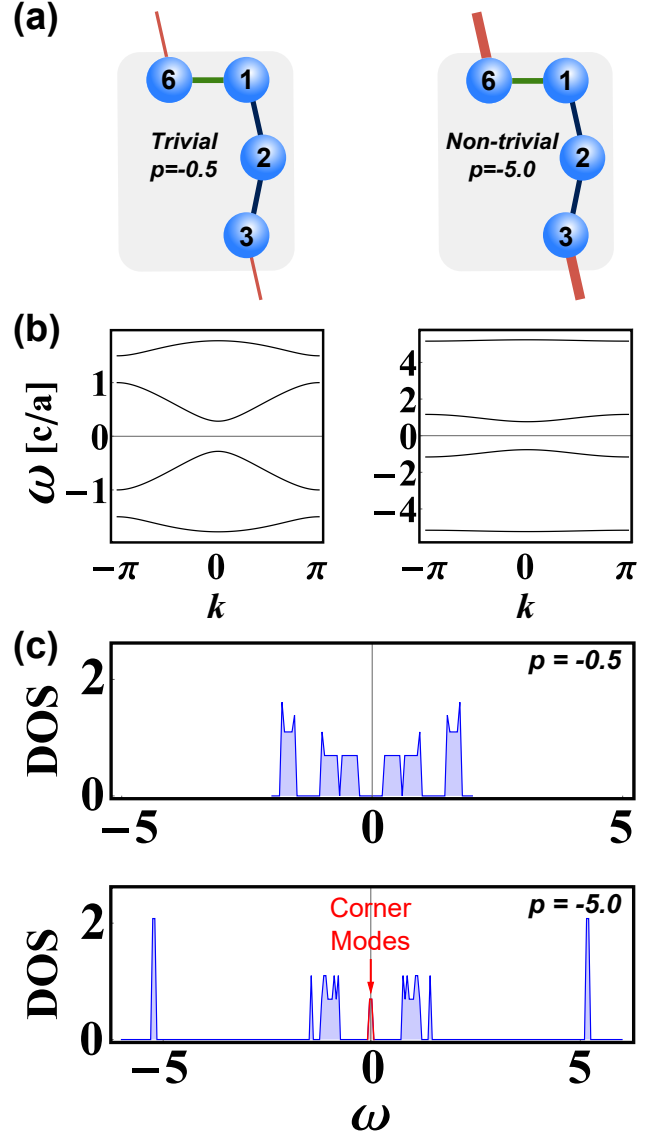 (a)
6 1 6 1
Trivial Non-trivial
p=-0.5 2 p=-5.0 2
3 3
(b)
ω [c/a]
1
0
−1
4
2
0
−2
−4
−π 0 π −π 0 π
k k
(c)
p = -0.5
DOS
2
0
−5 0 5
p = -5.0
Corner
Modes
DOS
2
0
−5 0 5
ω